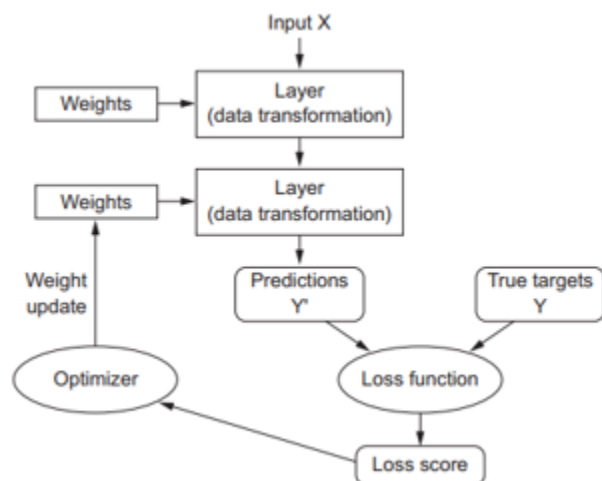 Input X
Layer
(data transformation)
Weights
Layer
(data transformation)
Weights
Weight
update
Predictions
Y'
True targets
Y
Optimizer
Loss function
Loss score